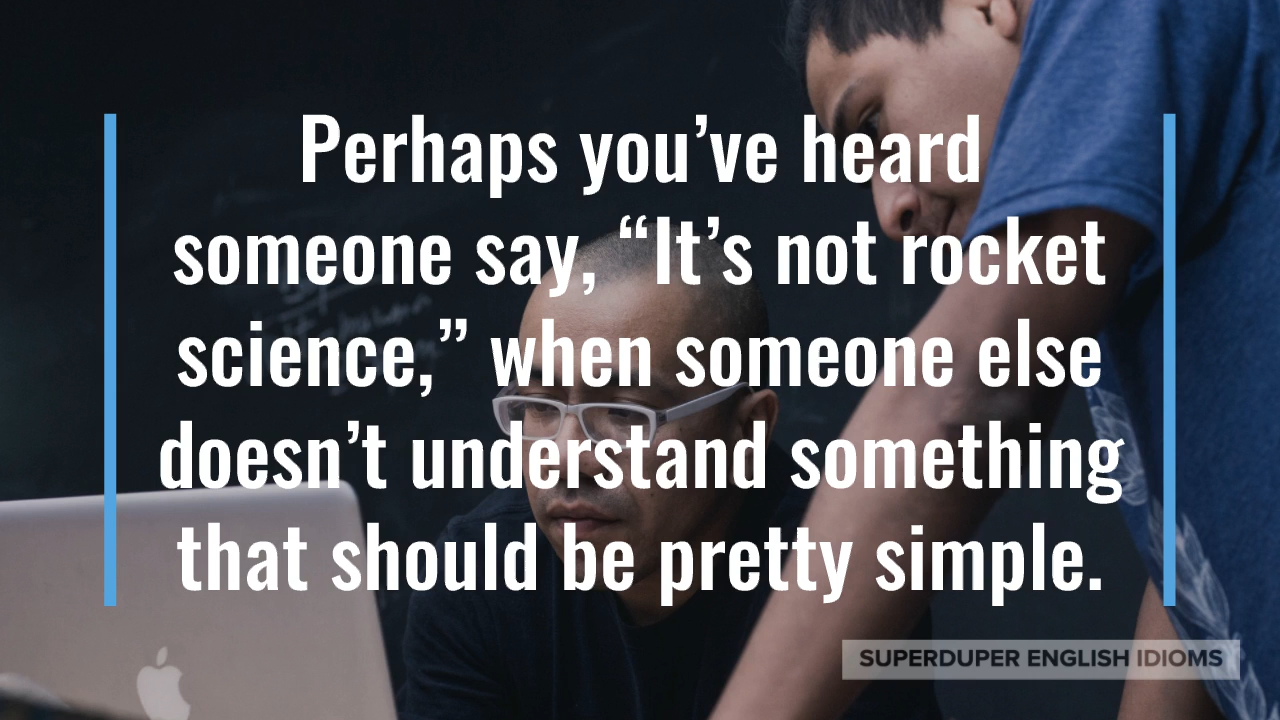 Perhaps you’ve heard
someone say, “It’s not rocket
science,” when someone else
doesn’t understand something
that should be pretty simple.
SUPERDUPER ENGLISH IDIOMS